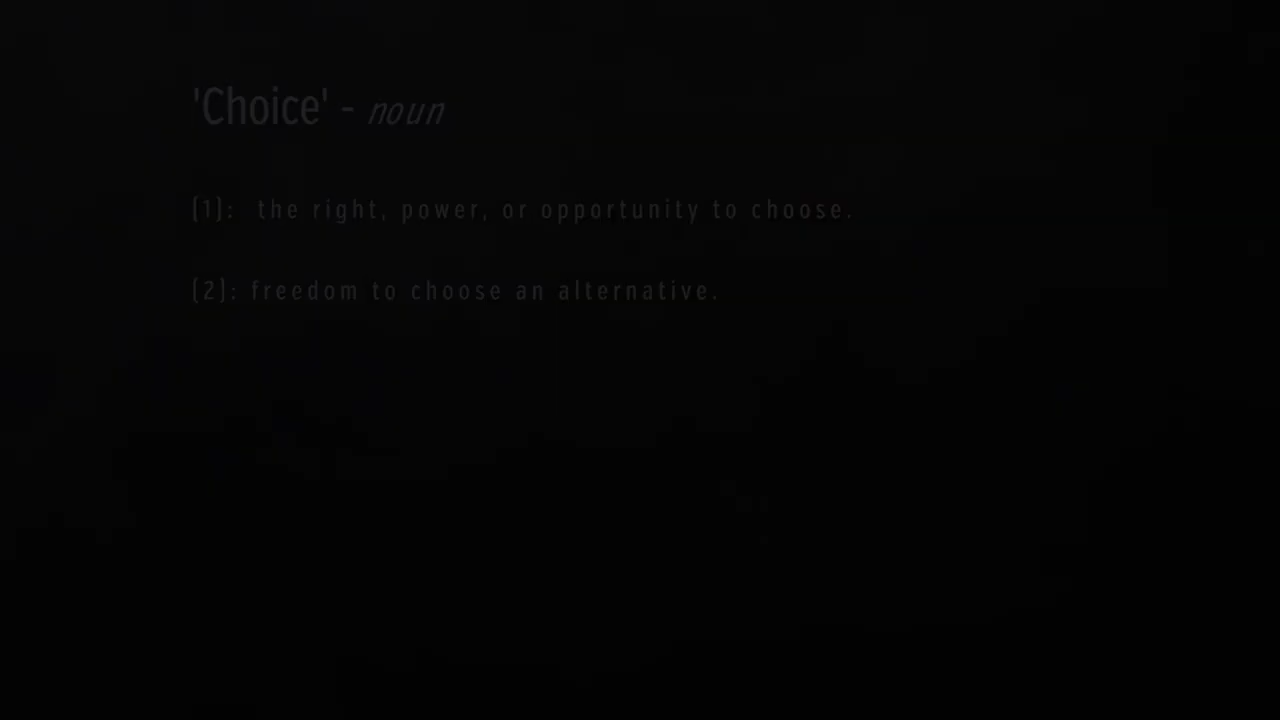 'Choice' - noun
(1): the right, power, or opportunity to choose.
(2): freedom to choose an alternative.